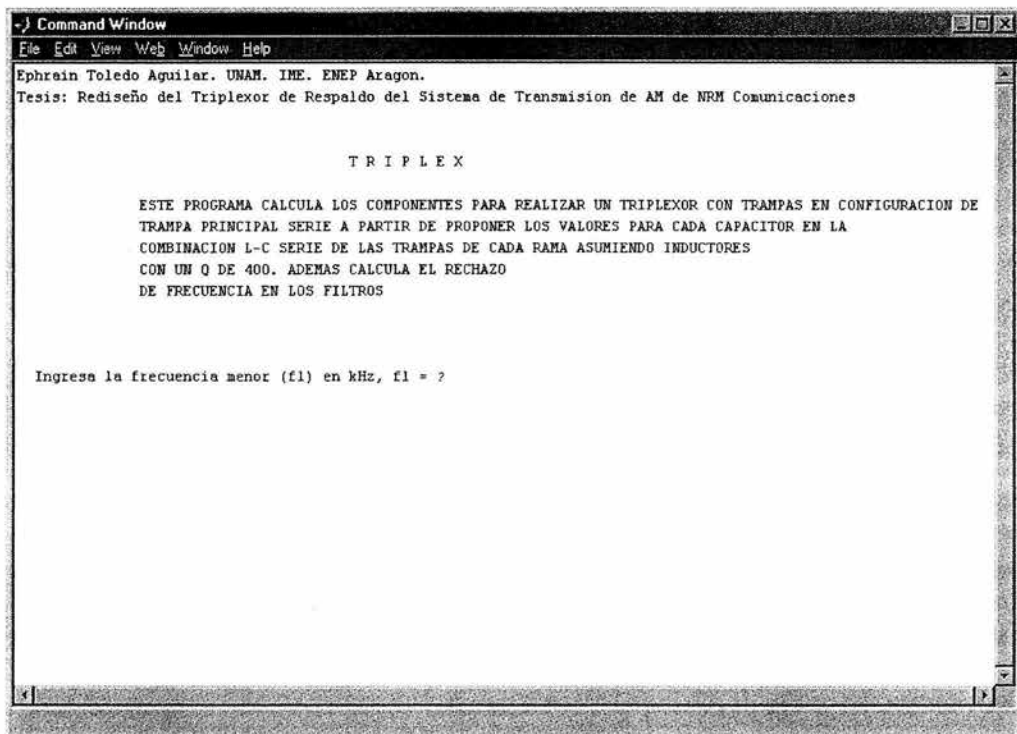 Command Window
File Edit View Web Window Help
Ephrain Toledo Aguilar. UNAM. IME. ENEP Aragon.
Tesis: Rediseño del Triplexor de Respaldo del Sistema de Transmision de AM de NRM Comunicaciones
T R I P L E X
ESTE PROGRAMA CALCULA LOS COMPONENTES PARA REALIZAR UN TRIPLEXOR CON TRAMPAS EN CONFIGURACION DE
TRAMPA PRINCIPAL SERIE A PARTIR DE PROPONER LOS VALORES PARA CADA CAPACITOR EN LA
COMBINACION L-C SERIE DE LAS TRAMPAS DE CADA RAMA ASUMIENDO INDUCTORES
CON UN Q DE 400. ADEMAS CALCULA EL RECHAZO
DE FRECUENCIA EN LOS FILTROS
Ingresa la frecuencia menor (f1) en kHz, f1 = ?